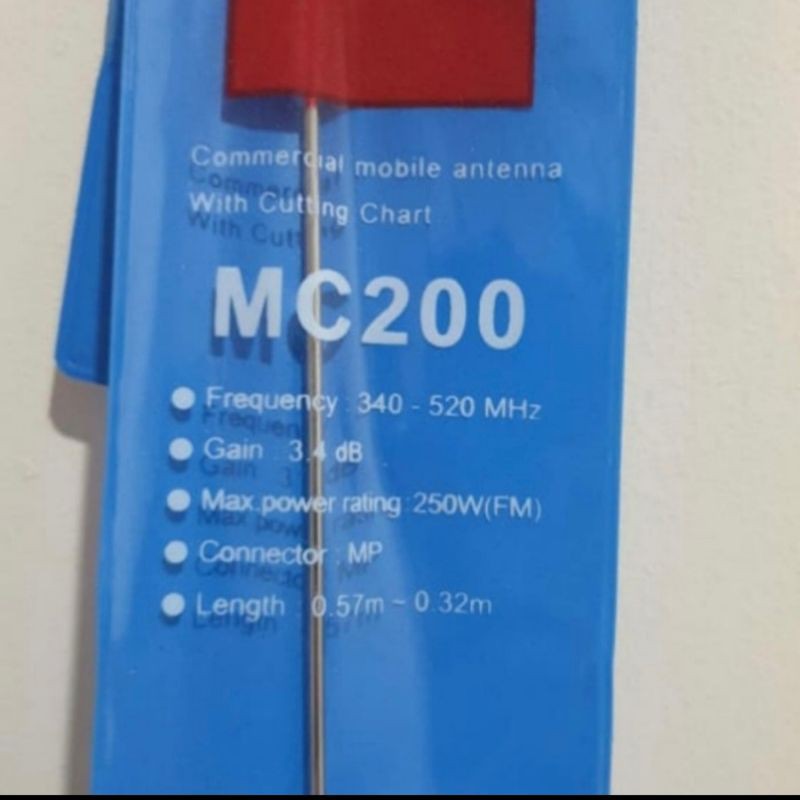 Commercial mobile antenna
With Cutting Chart
MC200
Frequency : 340 - 520 MHz
Gain : 3.4 dB
Max.power rating :250W(FM)
Connector : MP
Length : 0.57m ~ 0.32m